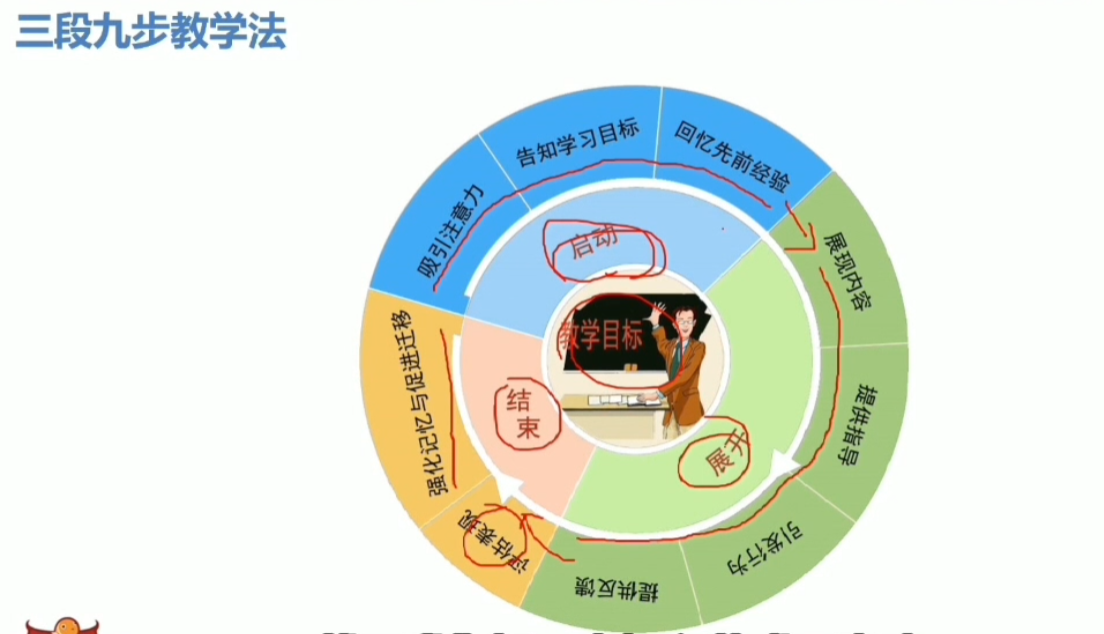 三段九步教学法
吸引注意力
告知学习目标
回忆先前经验
展现内容
提供指导
引发行为
提供反馈
评估表现
强化记忆与促进迁移
启动
展开
结
束
教学目标